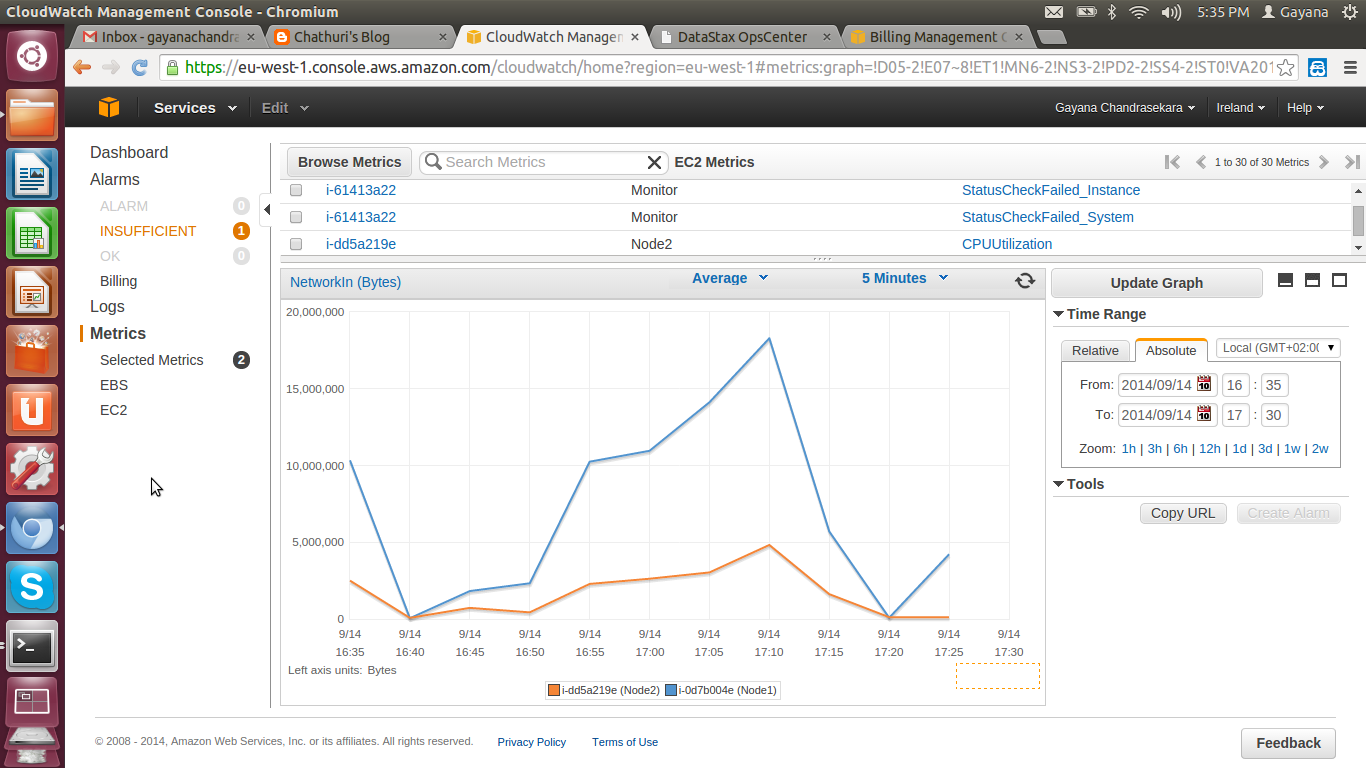 CloudWatch Management Console - Chromium
5:35 PM Gayana
Inbox - gayanachandra
Chathuri's Blog
CloudWatch Managem
DataStax OpsCenter
Billing Management C
https://eu-west-1.console.aws.amazon.com/cloudwatch/home?region=eu-west-1#metrics:graph=!D05-2!E07~8!ET1!MN6-2!NS3-2!PD2-2!SS4-2!ST0!VA201
Services Edit
Gayana Chandrasekara Ireland Help
Dashboard
Alarms
ALARM 0
INSUFFICIENT 1
OK 0
Billing
Logs
Metrics
Selected Metrics 2
EBS
EC2
Browse Metrics Search Metrics EC2 Metrics 1 to 30 of 30 Metrics
i-61413a22 Monitor StatusCheckFailed_Instance
i-61413a22 Monitor StatusCheckFailed_System
i-dd5a219e Node2 CPUUtilization
NetworkIn (Bytes) Average 5 Minutes
20,000,000
15,000,000
10,000,000
5,000,000
0
9/14 9/14 9/14 9/14 9/14 9/14 9/14 9/14 9/14 9/14 9/14 9/14
16:35 16:40 16:45 16:50 16:55 17:00 17:05 17:10 17:15 17:20 17:25 17:30
Left axis units: Bytes
i-dd5a219e (Node2) i-0d7b004e (Node1)
Update Graph
Time Range
Relative Absolute Local (GMT+02:00
From: 2014/09/14 10 16 : 35
To: 2014/09/14 10 17 : 30
Zoom: 1h | 3h | 6h | 12h | 1d | 3d | 1w | 2w
Tools
Copy URL Create Alarm
© 2008 - 2014, Amazon Web Services, Inc. or its affiliates. All rights reserved. Privacy Policy Terms of Use
Feedback